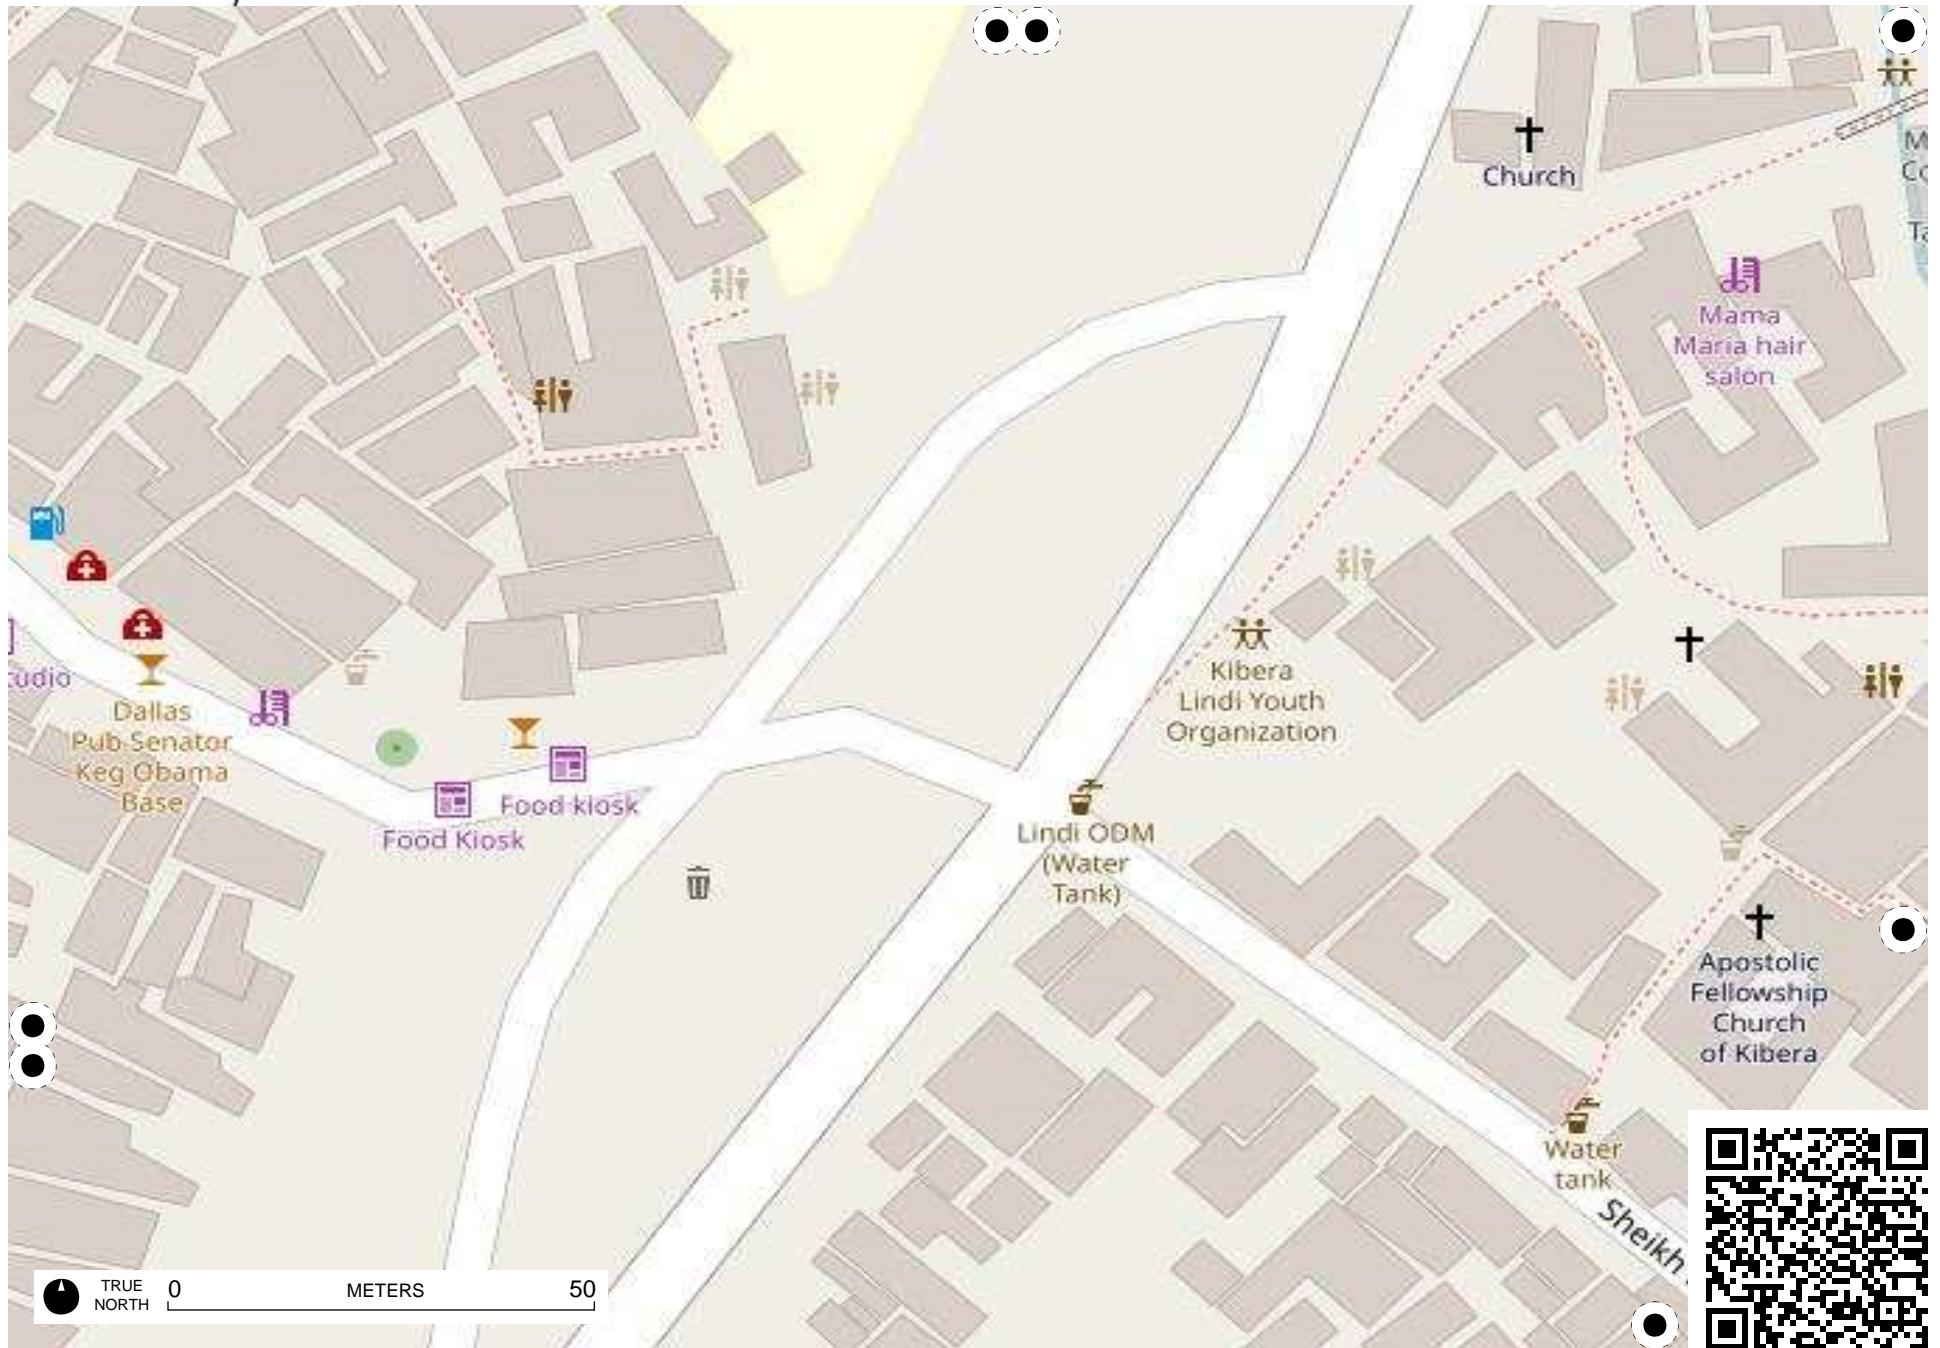 Church
Mama
Maria hair
salon
Kibera
Lindi Youth
Organization
Dallas
Pub Senator
Keg Obama
Base
Food kiosk
Food Kiosk
Lindi ODM
(Water
Tank)
Apostolic
Fellowship
Church
of Kibera
Water
tank
Sheikh
TRUE
NORTH
0 METERS 50